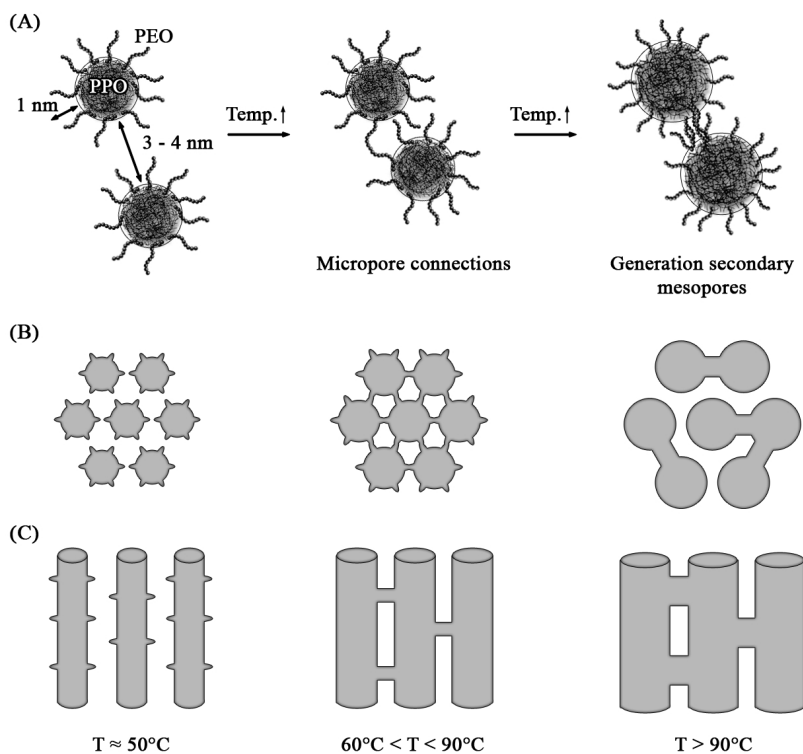 (A)
PEO
PPO
1 nm
3 - 4 nm
Temp.↑
Temp.↑
Micropore connections
Generation secondary
mesopores
(B)
(C)
T ≈ 50°C
60°C < T < 90°C
T > 90°C